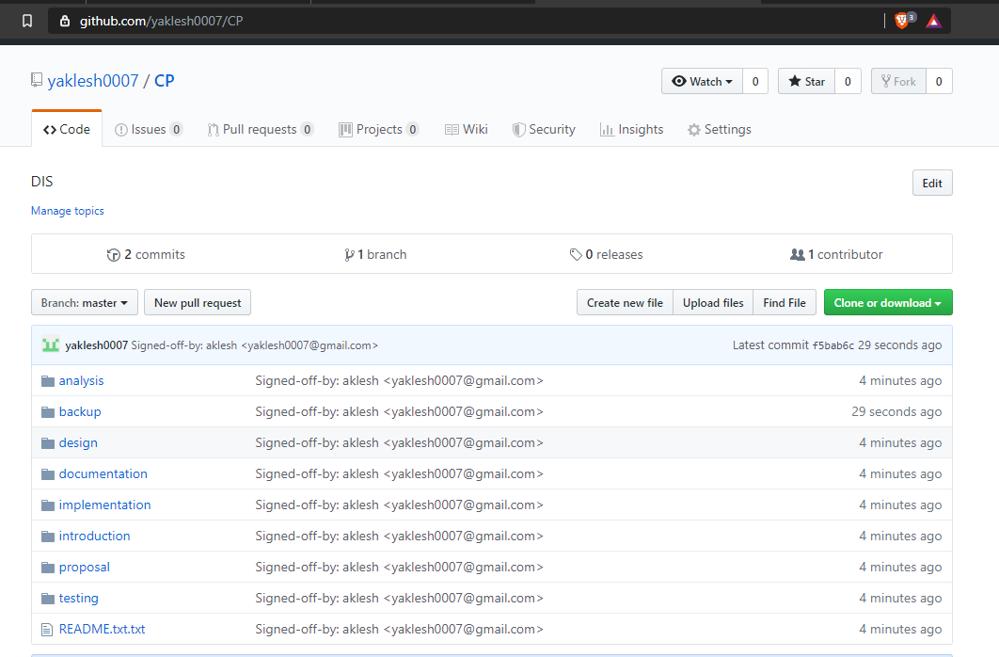 github.com/yaklesh0007/CP
3
yaklesh0007 / CP
Watch 0 Star 0 Fork 0
Code Issues 0 Pull requests 0 Projects 0 Wiki Security Insights Settings
DIS
Edit
Manage topics
2 commits 1 branch 0 releases 1 contributor
Branch: master New pull request Create new file Upload files Find File Clone or download
yaklesh0007 Signed-off-by: aklesh <yaklesh0007@gmail.com> Latest commit f5bab6c 29 seconds ago
analysis Signed-off-by: aklesh <yaklesh0007@gmail.com> 4 minutes ago
backup Signed-off-by: aklesh <yaklesh0007@gmail.com> 29 seconds ago
design Signed-off-by: aklesh <yaklesh0007@gmail.com> 4 minutes ago
documentation Signed-off-by: aklesh <yaklesh0007@gmail.com> 4 minutes ago
implementation Signed-off-by: aklesh <yaklesh0007@gmail.com> 4 minutes ago
introduction Signed-off-by: aklesh <yaklesh0007@gmail.com> 4 minutes ago
proposal Signed-off-by: aklesh <yaklesh0007@gmail.com> 4 minutes ago
testing Signed-off-by: aklesh <yaklesh0007@gmail.com> 4 minutes ago
README.txt.txt Signed-off-by: aklesh <yaklesh0007@gmail.com> 4 minutes ago